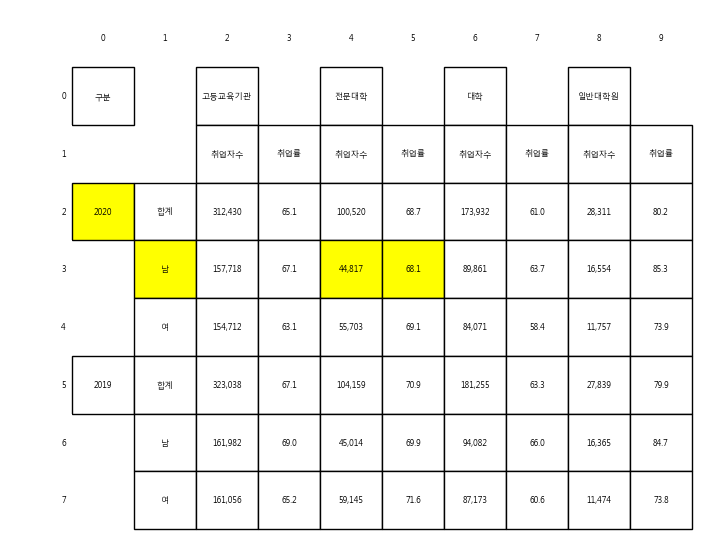 0 1 2 3 4 5 6 7 8 9
0 구분 고등교육기관 전문대학 대학 일반대학원
1 취업자수 취업률 취업자수 취업률 취업자수 취업률 취업자수 취업률
2 2020 합계 312,430 65.1 100,520 68.7 173,932 61.0 28,311 80.2
3 남 157,718 67.1 44,817 68.1 89,861 63.7 16,554 85.3
4 여 154,712 63.1 55,703 69.1 84,071 58.4 11,757 73.9
5 2019 합계 323,038 67.1 104,159 70.9 181,255 63.3 27,839 79.9
6 남 161,982 69.0 45,014 69.9 94,082 66.0 16,365 84.7
7 여 161,056 65.2 59,145 71.6 87,173 60.6 11,474 73.8